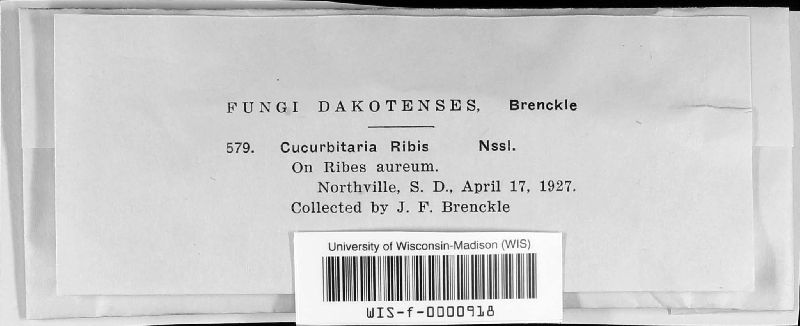 FUNGI DAKOTENSES, Brenckle
579. Cucurbitaria Ribis Nssl.
On Ribes aureum.
Northville, S. D., April 17, 1927.
Collected by J. F. Brenckle
University of Wisconsin-Madison (WIS)
WIS-f-0000918